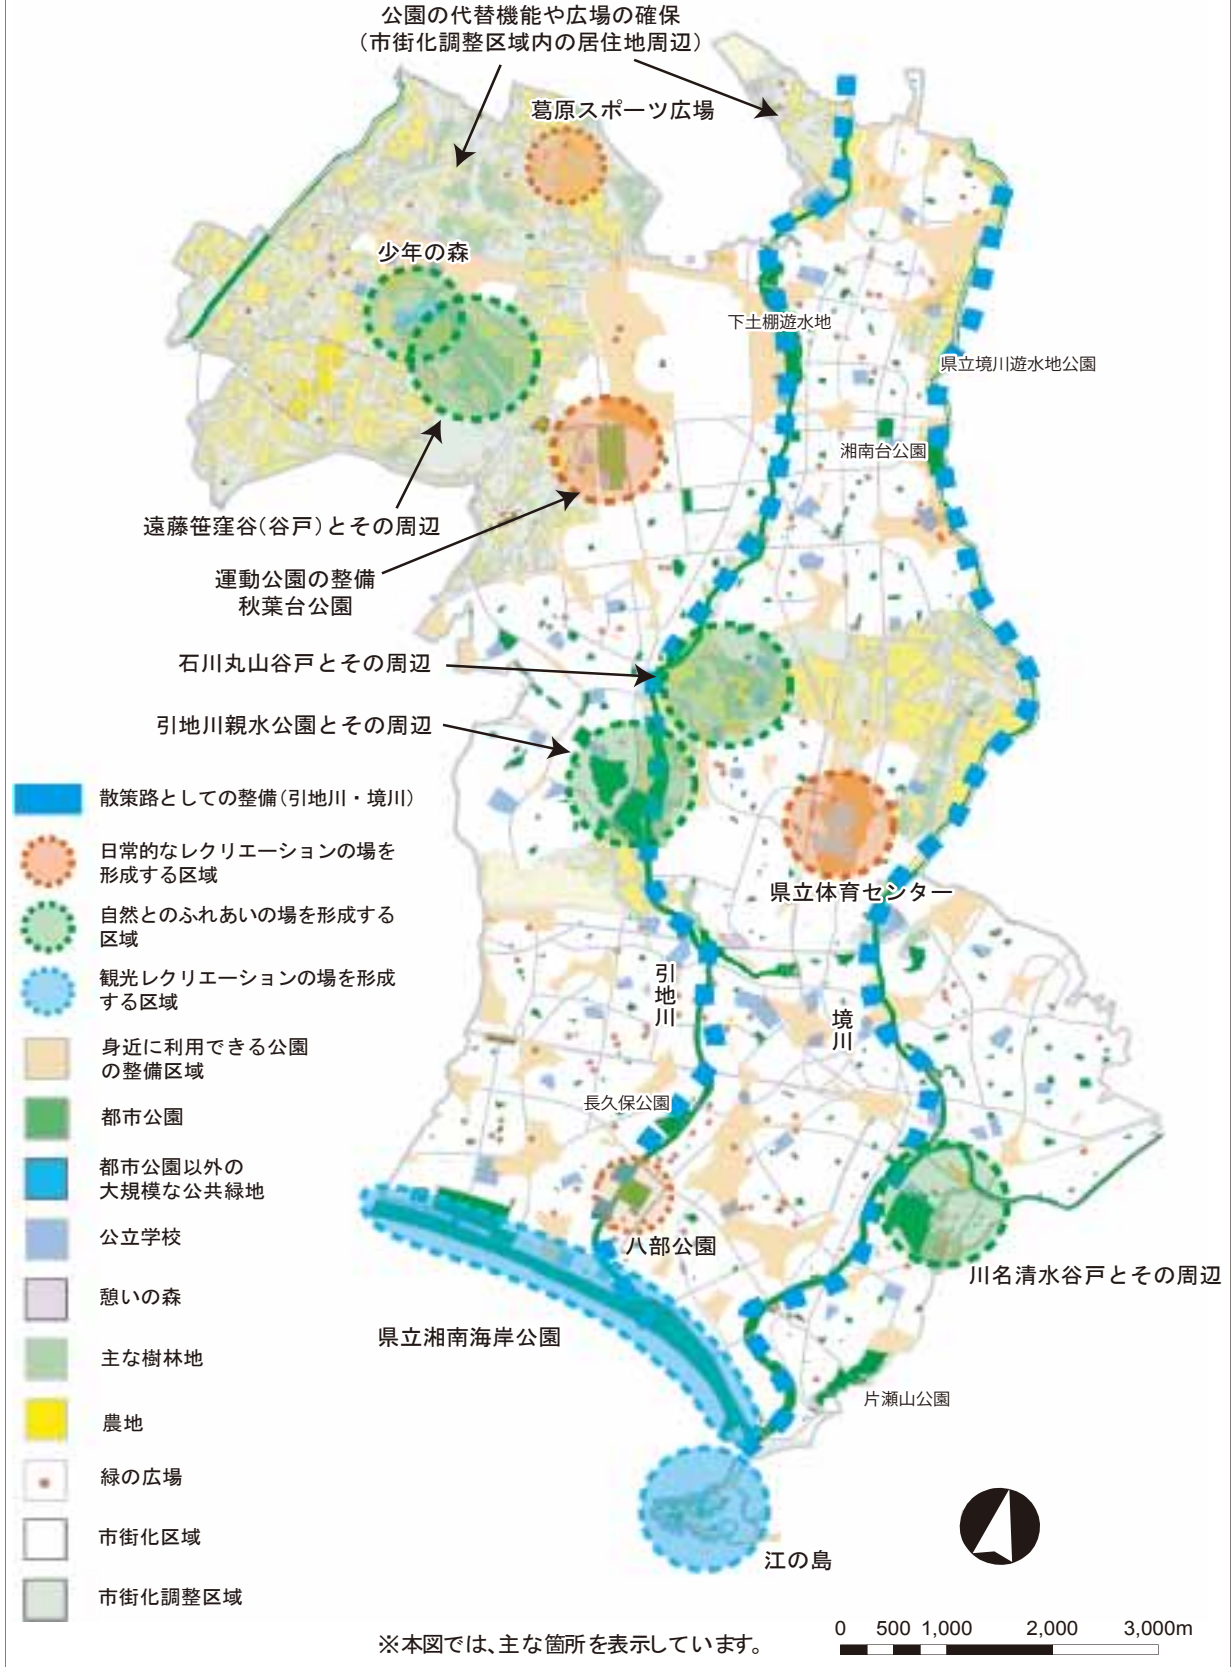 公園の代替機能や広場の確保
(市街化調整区域内の居住地周辺)
葛原スポーツ広場
少年の森
下土棚遊水地
県立境川遊水地公園
湘南台公園
遠藤笹窪谷(谷戸)とその周辺
運動公園の整備
秋葉台公園
石川丸山谷戸とその周辺
引地川親水公園とその周辺
県立体育センター
引地川
境川
長久保公園
八部公園
川名清水谷戸とその周辺
県立湘南海岸公園
片瀬山公園
江の島
散策路としての整備(引地川・境川)
日常的なレクリエーションの場を
形成する区域
自然とのふれあいの場を形成する
区域
観光レクリエーションの場を形成
する区域
身近に利用できる公園
の整備区域
都市公園
都市公園以外の
大規模な公共緑地
公立学校
憩いの森
主な樹林地
農地
緑の広場
市街化区域
市街化調整区域
※本図では、主な箇所を表示しています。
0 500 1,000 2,000 3,000m